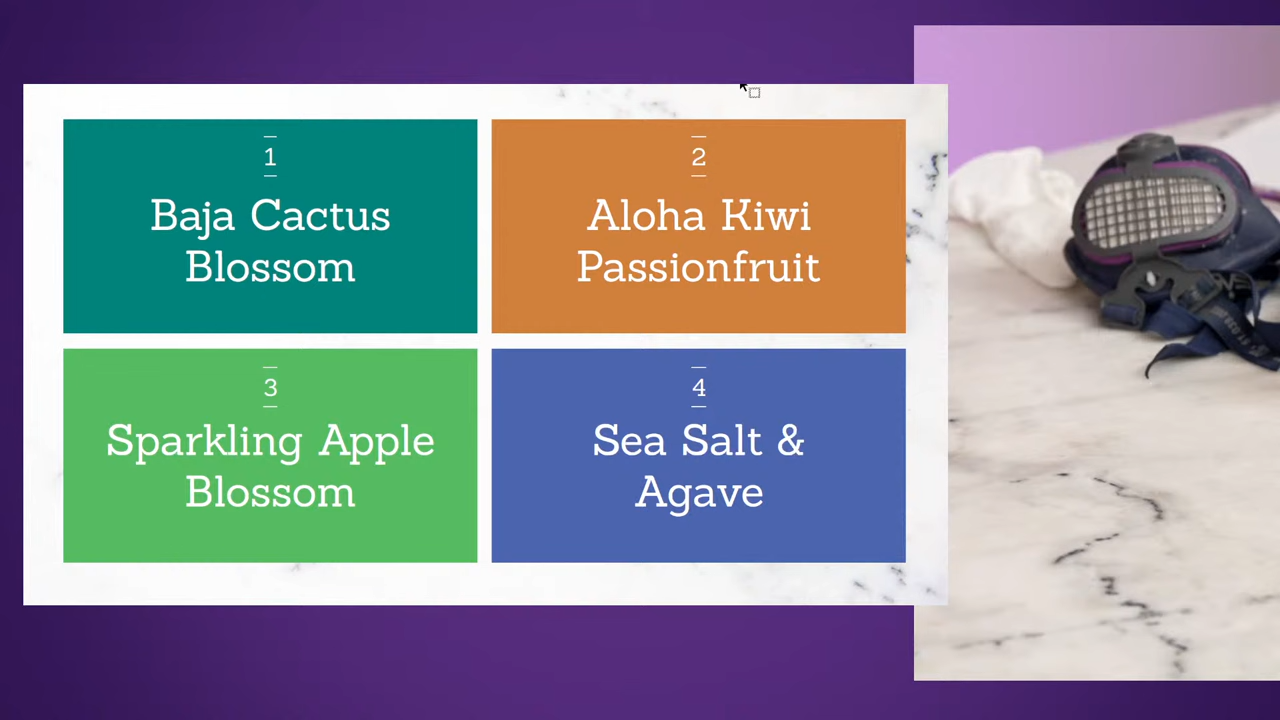 1
Baja Cactus
Blossom
2
Aloha Kiwi
Passionfruit
3
Sparkling Apple
Blossom
4
Sea Salt &
Agave